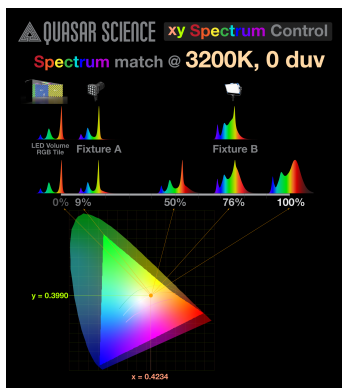 QUASAR SCIENCE xy Spectrum Control
Spectrum match @ 3200K, 0 duv
LED Volume
RGB Tile
Fixture A
Fixture B
0% 9% 50% 76% 100%
y = 0.3990
x = 0.4234